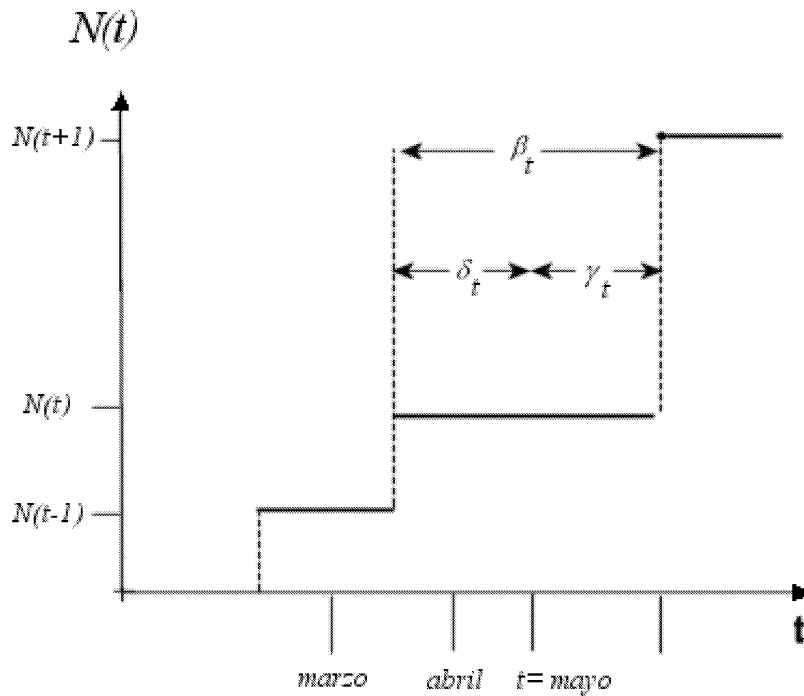 N(t)
N(t+1)
β_t
δ_t γ_t
N(t)
N(t-1)
t
marzo abril t= mayo